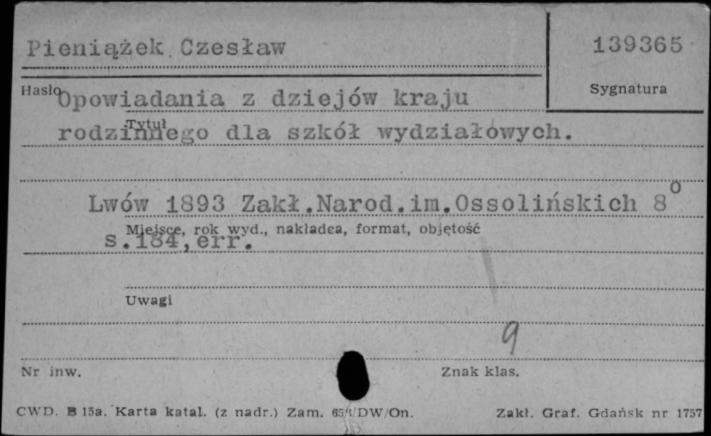 Pieniążek Czesław
139365
Hasło
Sygnatura
Opowiadania z dziejów kraju
Tytuł
rodzinnego dla szkół wydziałowych.
Lwów 1893 Zakł.Narod.im.Ossolińskich 8°
Miejsce, rok wyd., nakładca, format, objętość
s.184,err.
Uwagi
9
Nr inw.
Znak klas.
CWD. B 15a. Karta katal. (z nadr.) Zam. DW/On.
Zakł. Graf. Gdańsk nr 1757